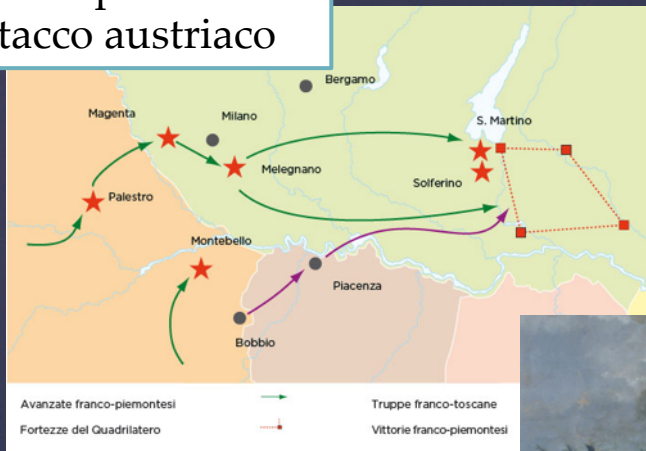 tacco austriaco
Bergamo
Magenta
Milano
S. Martino
Melegnano
Solferino
Palestro
Montebello
Piacenza
Bobbio
Avanzate franco-piemontesi
Truppe franco-toscane
Fortezze del Quadrilatero
Vittorie franco-piemontesi